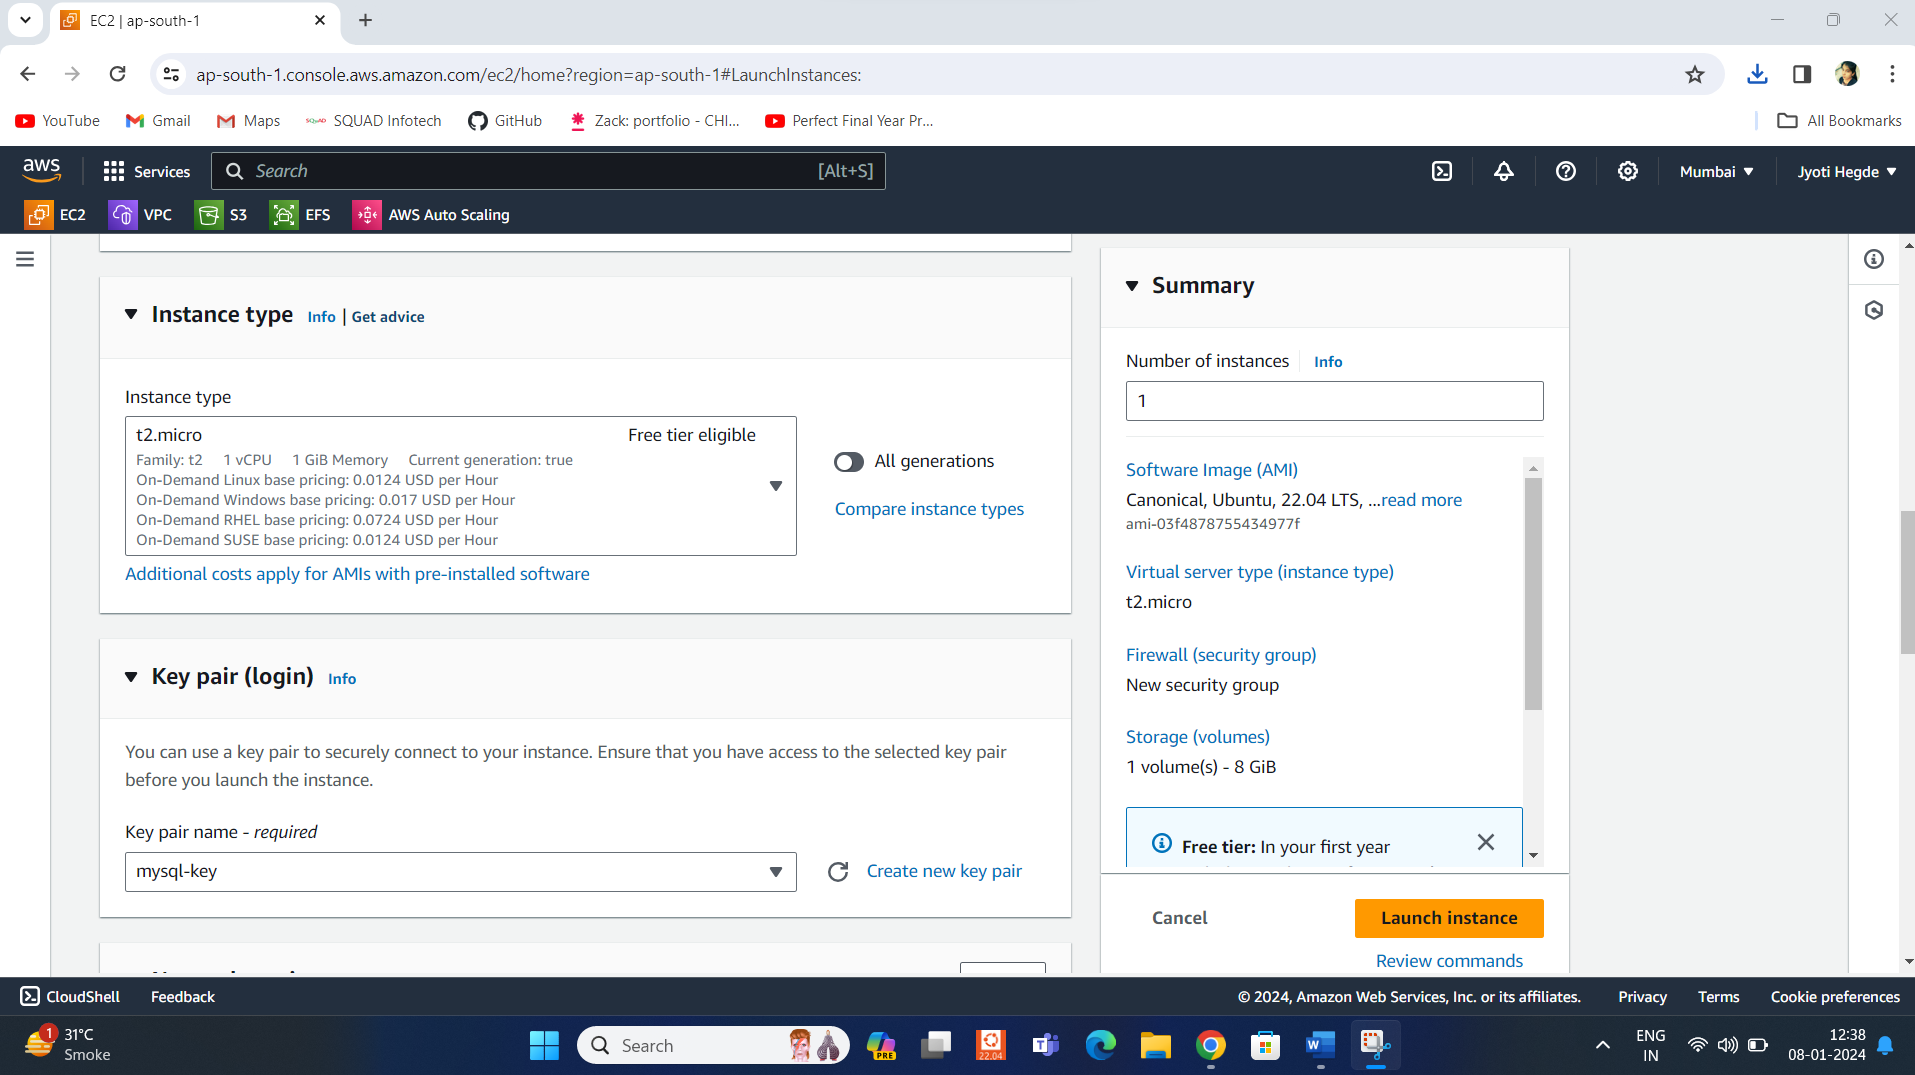 EC2 | ap-south-1
ap-south-1.console.aws.amazon.com/ec2/home?region=ap-south-1#LaunchInstances:
YouTube Gmail Maps SQUAD Infotech GitHub Zack: portfolio - CHI... Perfect Final Year Pr... All Bookmarks
aws Services Search [Alt+S] Mumbai Jyoti Hegde
EC2 VPC S3 EFS AWS Auto Scaling
Instance type Info | Get advice
Instance type
t2.micro Free tier eligible
Family: t2 1 vCPU 1 GiB Memory Current generation: true
On-Demand Linux base pricing: 0.0124 USD per Hour
On-Demand Windows base pricing: 0.017 USD per Hour
On-Demand RHEL base pricing: 0.0724 USD per Hour
On-Demand SUSE base pricing: 0.0124 USD per Hour
All generations
Compare instance types
Additional costs apply for AMIs with pre-installed software
Key pair (login) Info
You can use a key pair to securely connect to your instance. Ensure that you have access to the selected key pair
before you launch the instance.
Key pair name - required
mysql-key
Create new key pair
Summary
Number of instances Info
1
Software Image (AMI)
Canonical, Ubuntu, 22.04 LTS, ...read more
ami-03f4878755434977f
Virtual server type (instance type)
t2.micro
Firewall (security group)
New security group
Storage (volumes)
1 volume(s) - 8 GiB
Free tier: In your first year
Cancel Launch instance
Review commands
CloudShell Feedback © 2024, Amazon Web Services, Inc. or its affiliates. Privacy Terms Cookie preferences
1
31°C
Smoke
Search
PRE
22.04
ENG
IN
12:38
08-01-2024